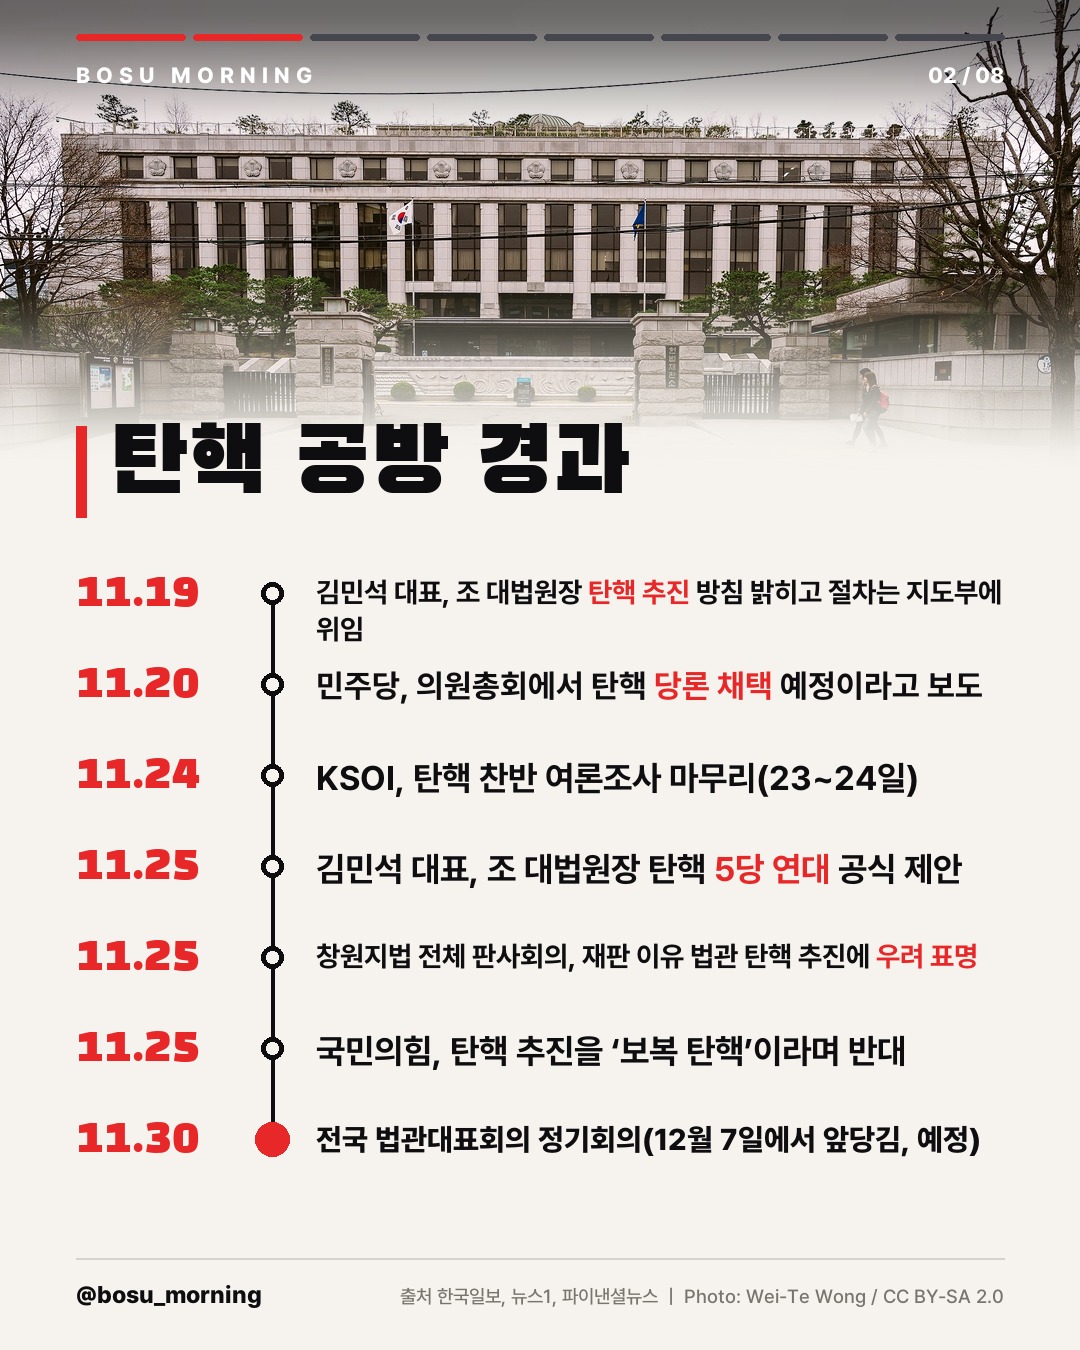 BOSU MORNING
02 / 08
탄핵 공방 경과
11.19
김민석 대표, 조 대법원장 탄핵 추진 방침 밝히고 절차는 지도부에
위임
11.20
민주당, 의원총회에서 탄핵 당론 채택 예정이라고 보도
11.24
KSOI, 탄핵 찬반 여론조사 마무리(23~24일)
11.25
김민석 대표, 조 대법원장 탄핵 5당 연대 공식 제안
11.25
창원지법 전체 판사회의, 재판 이유 법관 탄핵 추진에 우려 표명
11.25
국민의힘, 탄핵 추진을 ‘보복 탄핵’이라며 반대
11.30
전국 법관대표회의 정기회의(12월 7일에서 앞당김, 예정)
@bosu_morning
출처 한국일보, 뉴스1, 파이낸셜뉴스 | Photo: Wei-Te Wong / CC BY-SA 2.0